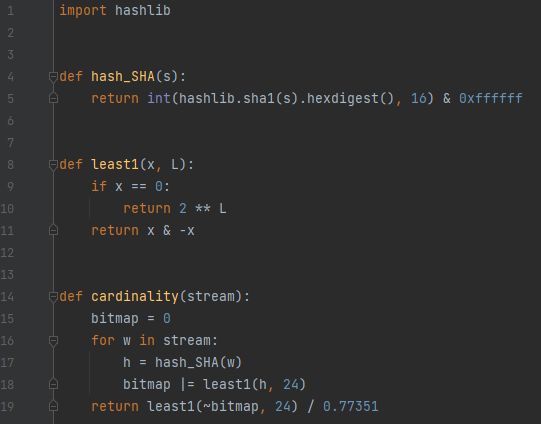 1 import hashlib
2
3
4 def hash_SHA(s):
5     return int(hashlib.sha1(s).hexdigest(), 16) & 0xffffff
6
7
8 def least1(x, L):
9     if x == 0:
10         return 2 ** L
11     return x & -x
12
13
14 def cardinality(stream):
15     bitmap = 0
16     for w in stream:
17         h = hash_SHA(w)
18         bitmap |= least1(h, 24)
19     return least1(~bitmap, 24) / 0.77351